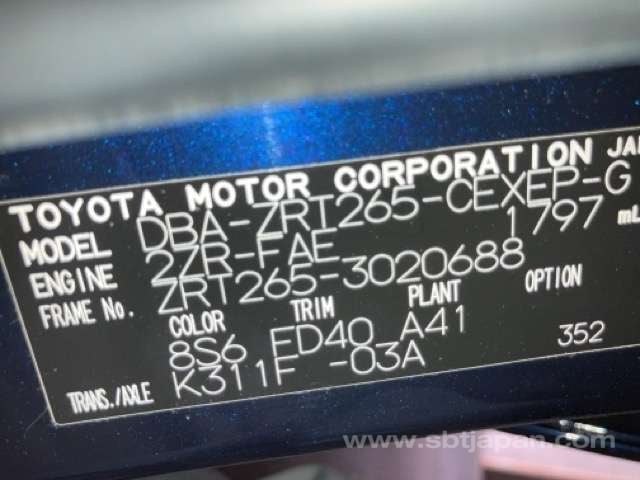 TOYOTA MOTOR CORPORATION JA
MODEL DBA-ZRT265-CEXEP-G
ENGINE 2ZR-FAE 1797 mL
FRAME No. ZRT265-3020688
COLOR TRIM PLANT OPTION
8S6 FD40 A41
TRANS./AXLE K311F -03A 352
www.sbtjapan.com